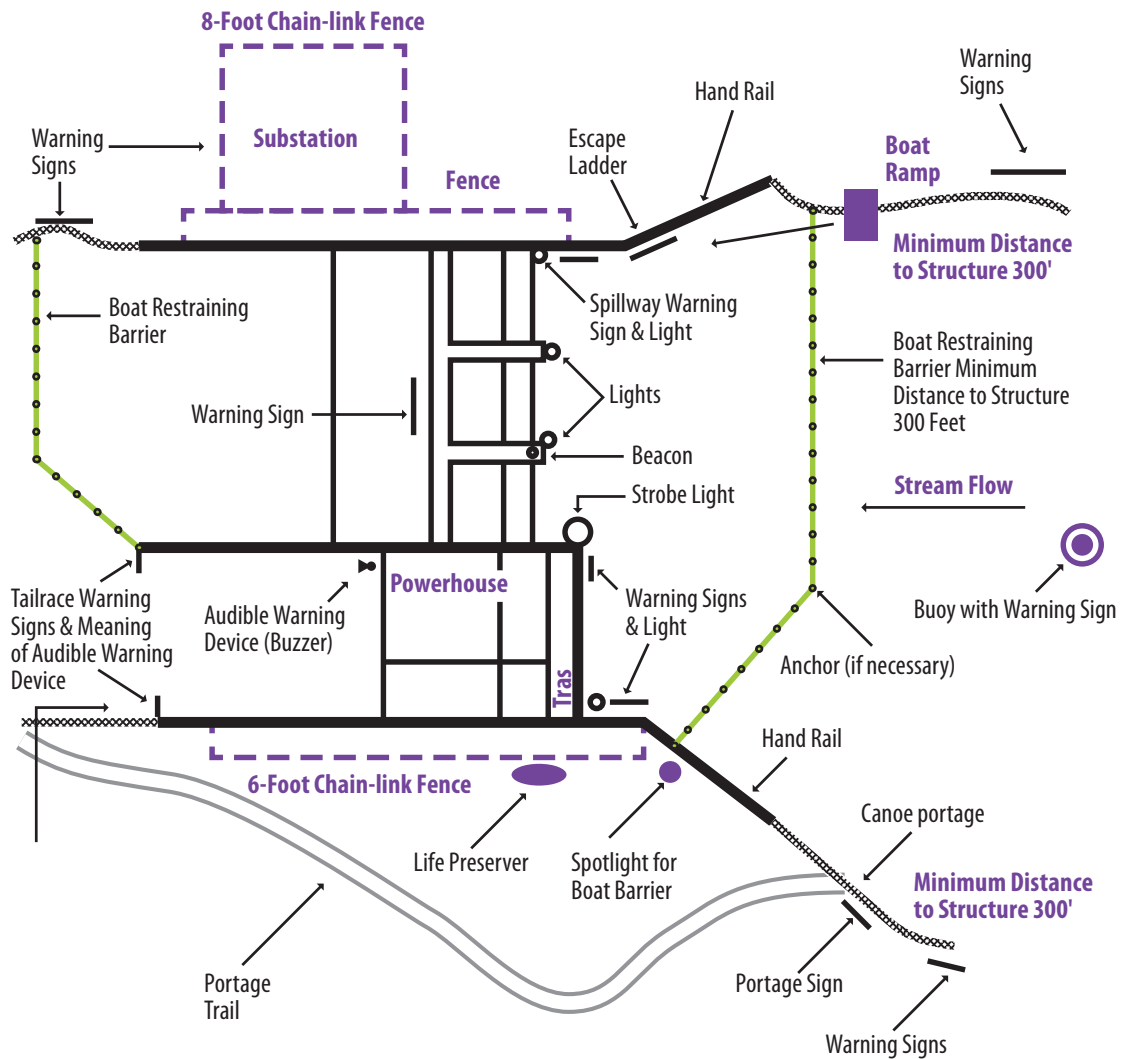 8-Foot Chain-link Fence
Warning
Signs
Hand Rail
Warning
Signs
Substation
Escape
Ladder
Boat
Ramp
Fence
Minimum Distance
to Structure 300'
Boat Restraining
Barrier
Spillway Warning
Sign & Light
Boat Restraining
Barrier Minimum
Distance to Structure
300 Feet
Warning Sign
Lights
Beacon
Strobe Light
Stream Flow
Tailrace Warning
Signs & Meaning
of Audible Warning
Device
Audible Warning
Device (Buzzer)
Powerhouse
Warning Signs
& Light
Buoy with Warning Sign
Anchor (if necessary)
Tras
Hand Rail
6-Foot Chain-link Fence
Life Preserver
Spotlight for
Boat Barrier
Canoe portage
Minimum Distance
to Structure 300'
Portage
Trail
Portage Sign
Warning Signs